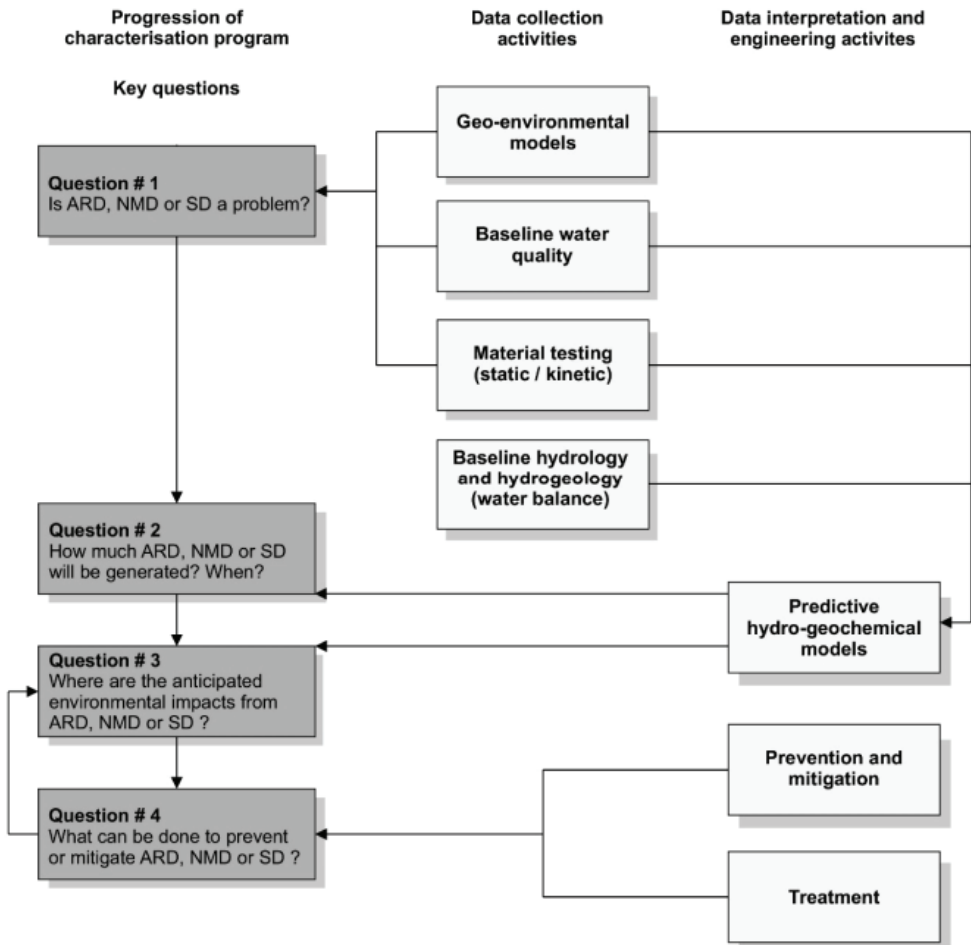 Progression of
characterisation program
Key questions
Data collection
activities
Data interpretation and
engineering activites
Question # 1
Is ARD, NMD or SD a problem?
Geo-environmental
models
Baseline water
quality
Material testing
(static / kinetic)
Baseline hydrology
and hydrogeology
(water balance)
Question # 2
How much ARD, NMD or SD
will be generated? When?
Predictive
hydro-geochemical
models
Question # 3
Where are the anticipated
environmental impacts from
ARD, NMD or SD ?
Prevention and
mitigation
Question # 4
What can be done to prevent
or mitigate ARD, NMD or SD ?
Treatment